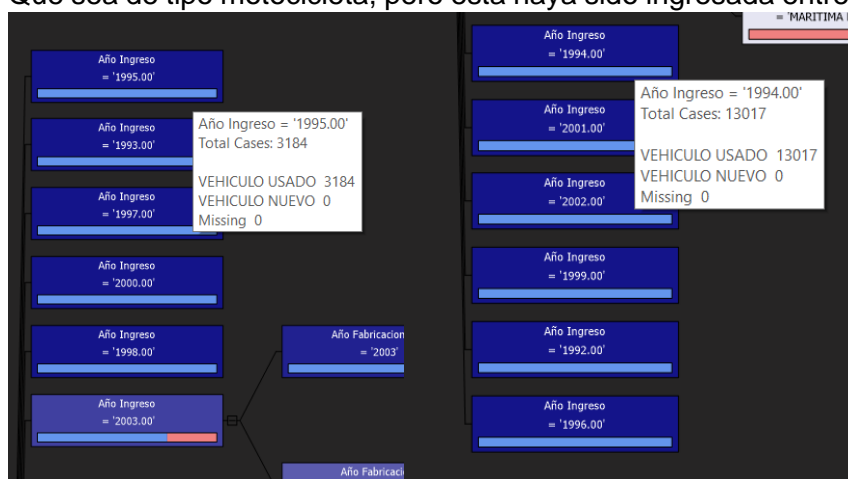 Que sea de tipo motocicleta, pero esta haya sido ingresada entre
Año Ingreso
= '1995.00'
Año Ingreso
= '1993.00'
Año Ingreso
= '1997.00'
Año Ingreso
= '2000.00'
Año Ingreso
= '1998.00'
Año Ingreso
= '2003.00'
Año Ingreso = '1995.00'
Total Cases: 3184
VEHICULO USADO 3184
VEHICULO NUEVO 0
Missing 0
Año Fabricacion
= '2003'
Año Fabricaci
Año Ingreso
= '1994.00'
Año Ingreso
= '2001.00'
Año Ingreso
= '2002.00'
Año Ingreso
= '1999.00'
Año Ingreso
= '1992.00'
Año Ingreso
= '1996.00'
Año Ingreso = '1994.00'
Total Cases: 13017
VEHICULO USADO 13017
VEHICULO NUEVO 0
Missing 0
= 'MARITIMA